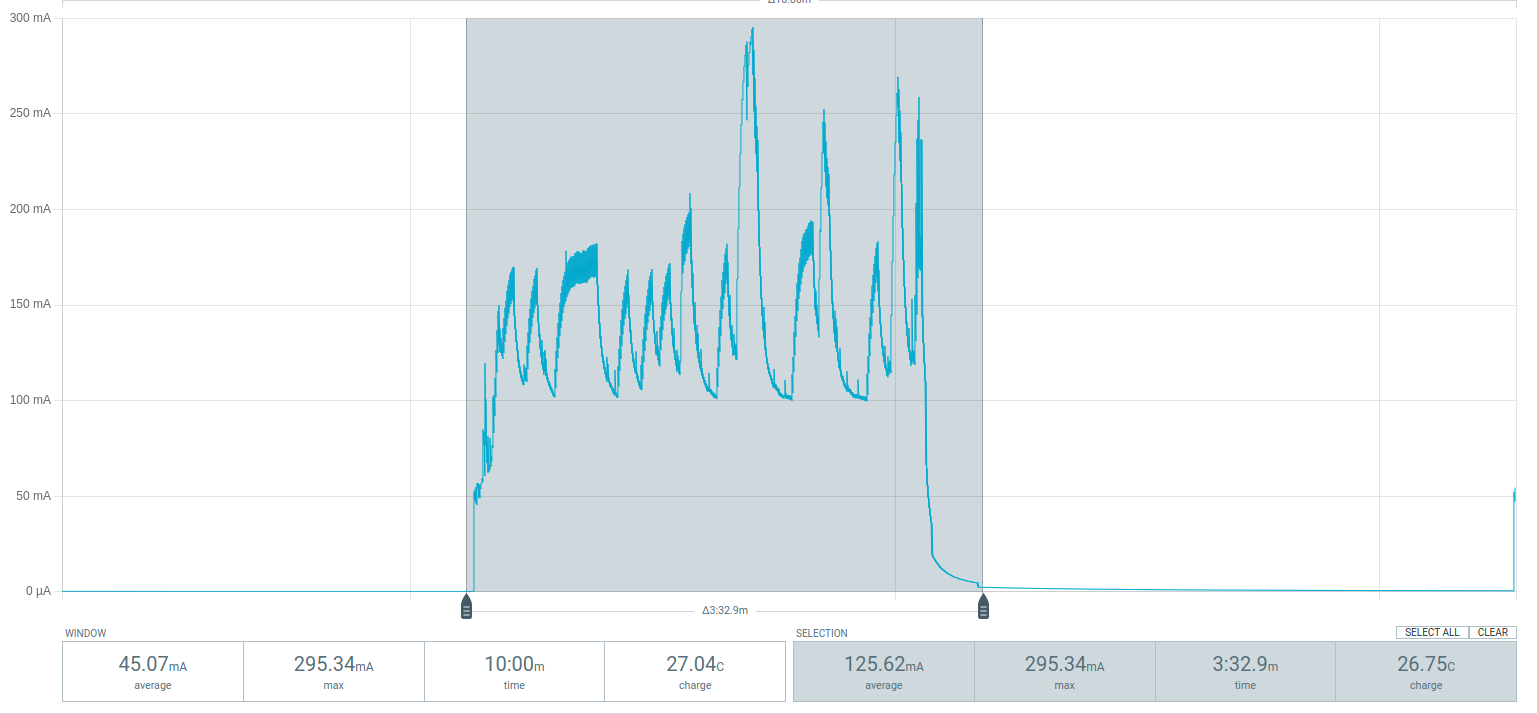 300 mA
250 mA
200 mA
150 mA
100 mA
50 mA
0 µA
Δ3:32.9m
WINDOW
SELECTION
SELECT ALL CLEAR
45.07mA 295.34mA 10:00m 27.04C 125.62mA 295.34mA 3:32.9m 26.75C
average max time charge average max time charge